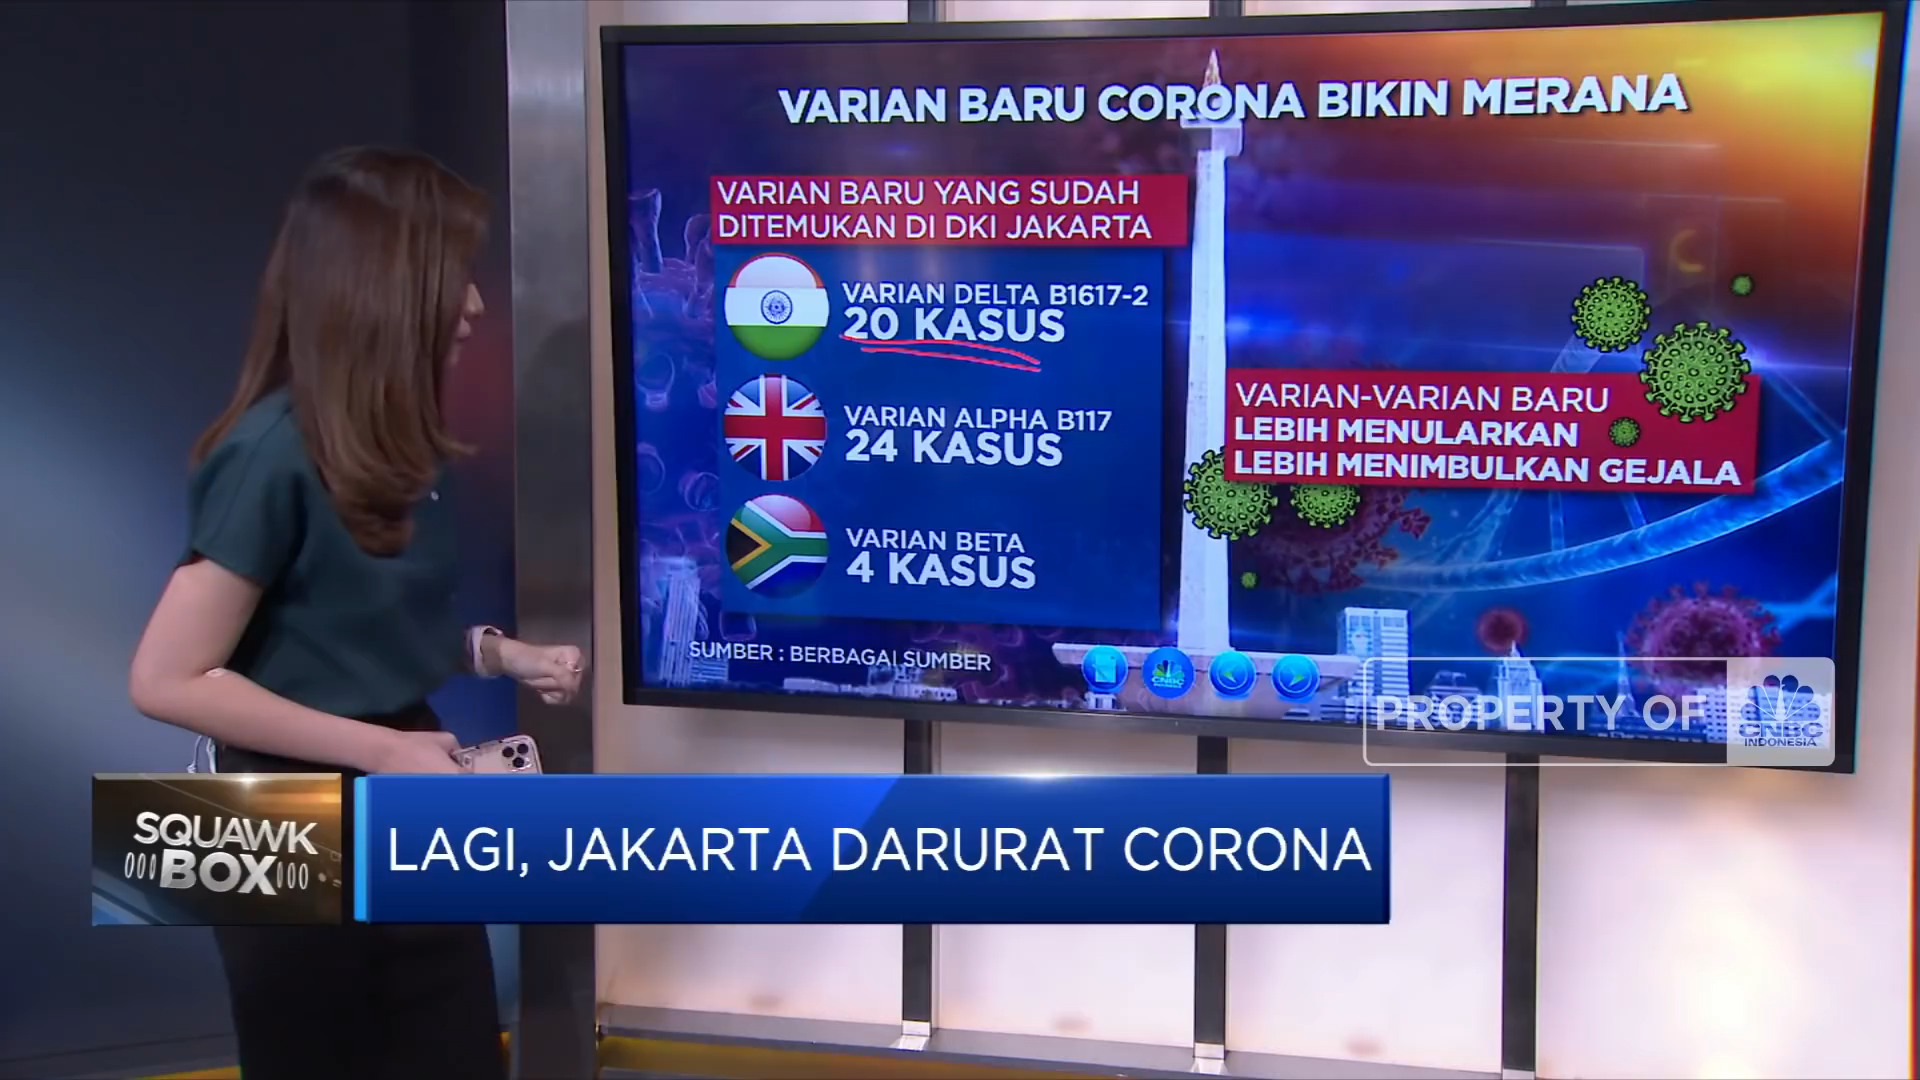 VARIAN BARU CORONA BIKIN MERANA
VARIAN BARU YANG SUDAH
DITEMUKAN DI DKI JAKARTA
VARIAN DELTA B1617-2
20 KASUS
VARIAN ALPHA B117
24 KASUS
VARIAN BETA
4 KASUS
VARIAN-VARIAN BARU
LEBIH MENULARKAN
LEBIH MENIMBULKAN GEJALA
SUMBER : BERBAGAI SUMBER
CNBC
INDONESIA
PROPERTY OF
CNBC
INDONESIA
SQUAWK
BOX
LAGI, JAKARTA DARURAT CORONA